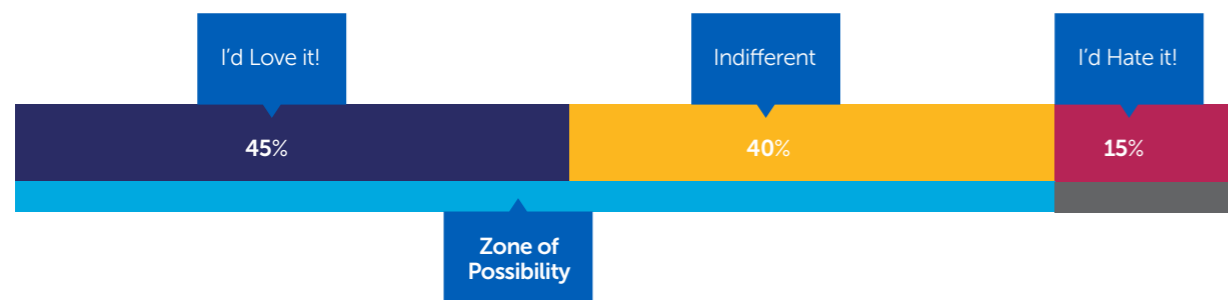 I’d Love it!
Indifferent
I’d Hate it!
45%
40%
15%
Zone of
Possibility